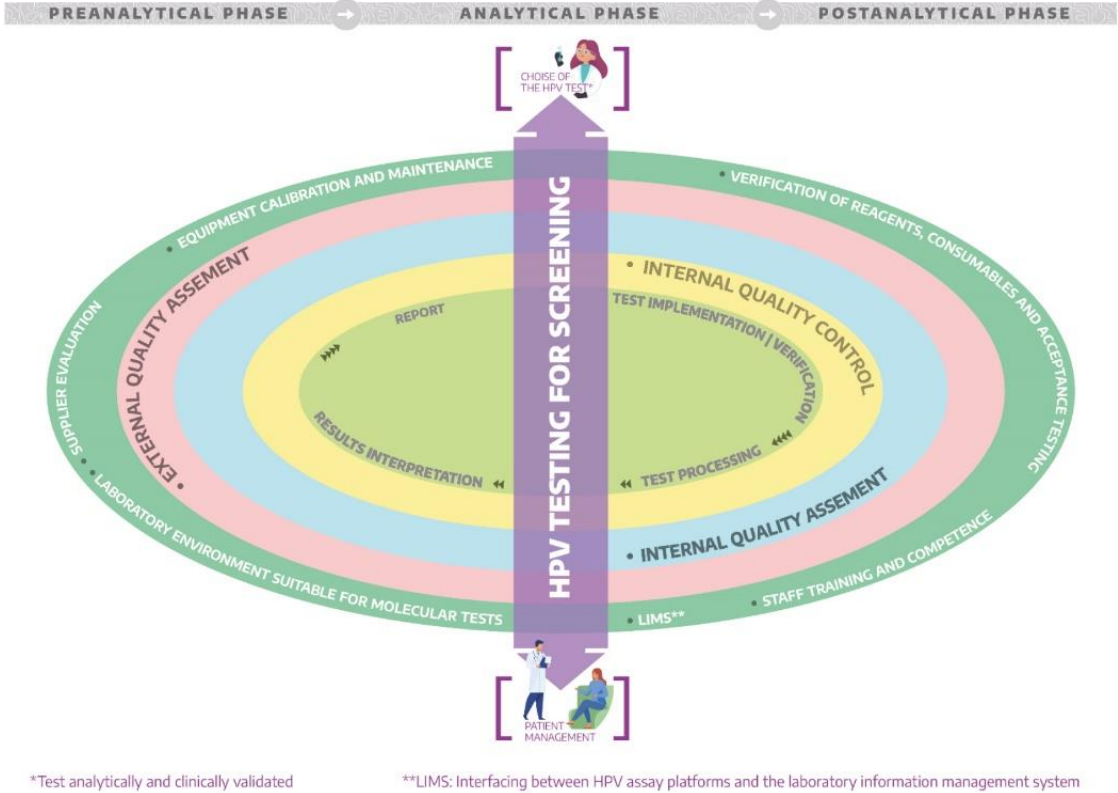 PREANALYTICAL PHASE
ANALYTICAL PHASE
POSTANALYTICAL PHASE
CHOISE OF
THE HPV TEST*
HPV TESTING FOR SCREENING
• EQUIPMENT CALIBRATION AND MAINTENANCE
• VERIFICATION OF REAGENTS, CONSUMABLES AND ACCEPTANCE TESTING
• SUPPLIER EVALUATION
• EXTERNAL QUALITY ASSEMENT
• INTERNAL QUALITY CONTROL
REPORT
TEST IMPLEMENTATION | VERIFICATION
RESULTS INTERPRETATION
TEST PROCESSING
• INTERNAL QUALITY ASSEMENT
• LABORATORY ENVIRONMENT SUITABLE FOR MOLECULAR TESTS
• LIMS**
• STAFF TRAINING AND COMPETENCE
PATIENT
MANAGEMENT
*Test analytically and clinically validated
**LIMS: Interfacing between HPV assay platforms and the laboratory information management system